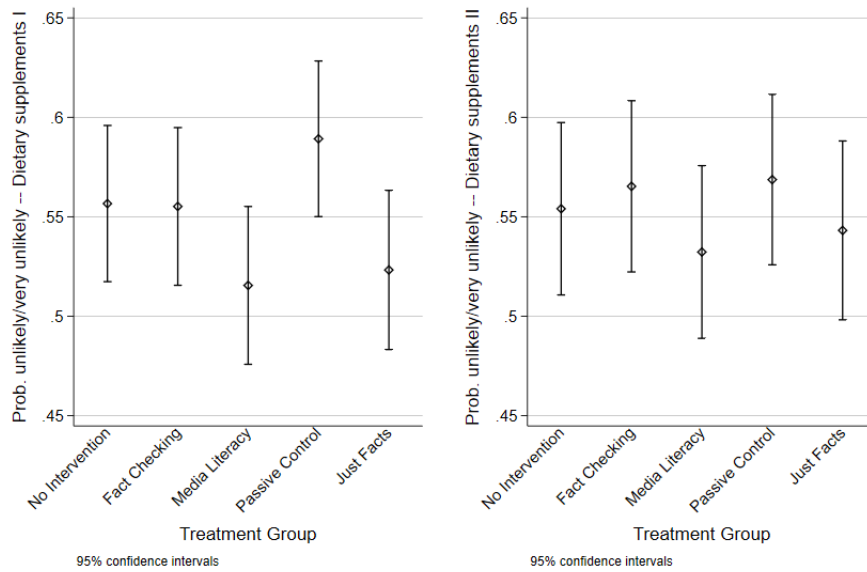 Prob. unlikely/very unlikely -- Dietary supplements I
.65
.6
.55
.5
.45
No Intervention
Fact Checking
Media Literacy
Passive Control
Just Facts
Treatment Group
95% confidence intervals
Prob. unlikely/very unlikely -- Dietary supplements II
.65
.6
.55
.5
.45
No Intervention
Fact Checking
Media Literacy
Passive Control
Just Facts
Treatment Group
95% confidence intervals